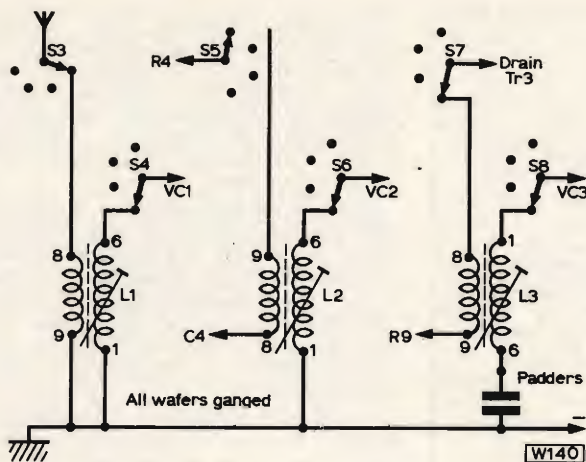 S3
R4
S5
S7
Drain
Tr3
S4
VC1
S6
VC2
S8
VC3
8
6
L1
9
1
9
6
L2
C4
8
1
8
1
L3
R9
9
6
Padders
All wafers ganged
W140